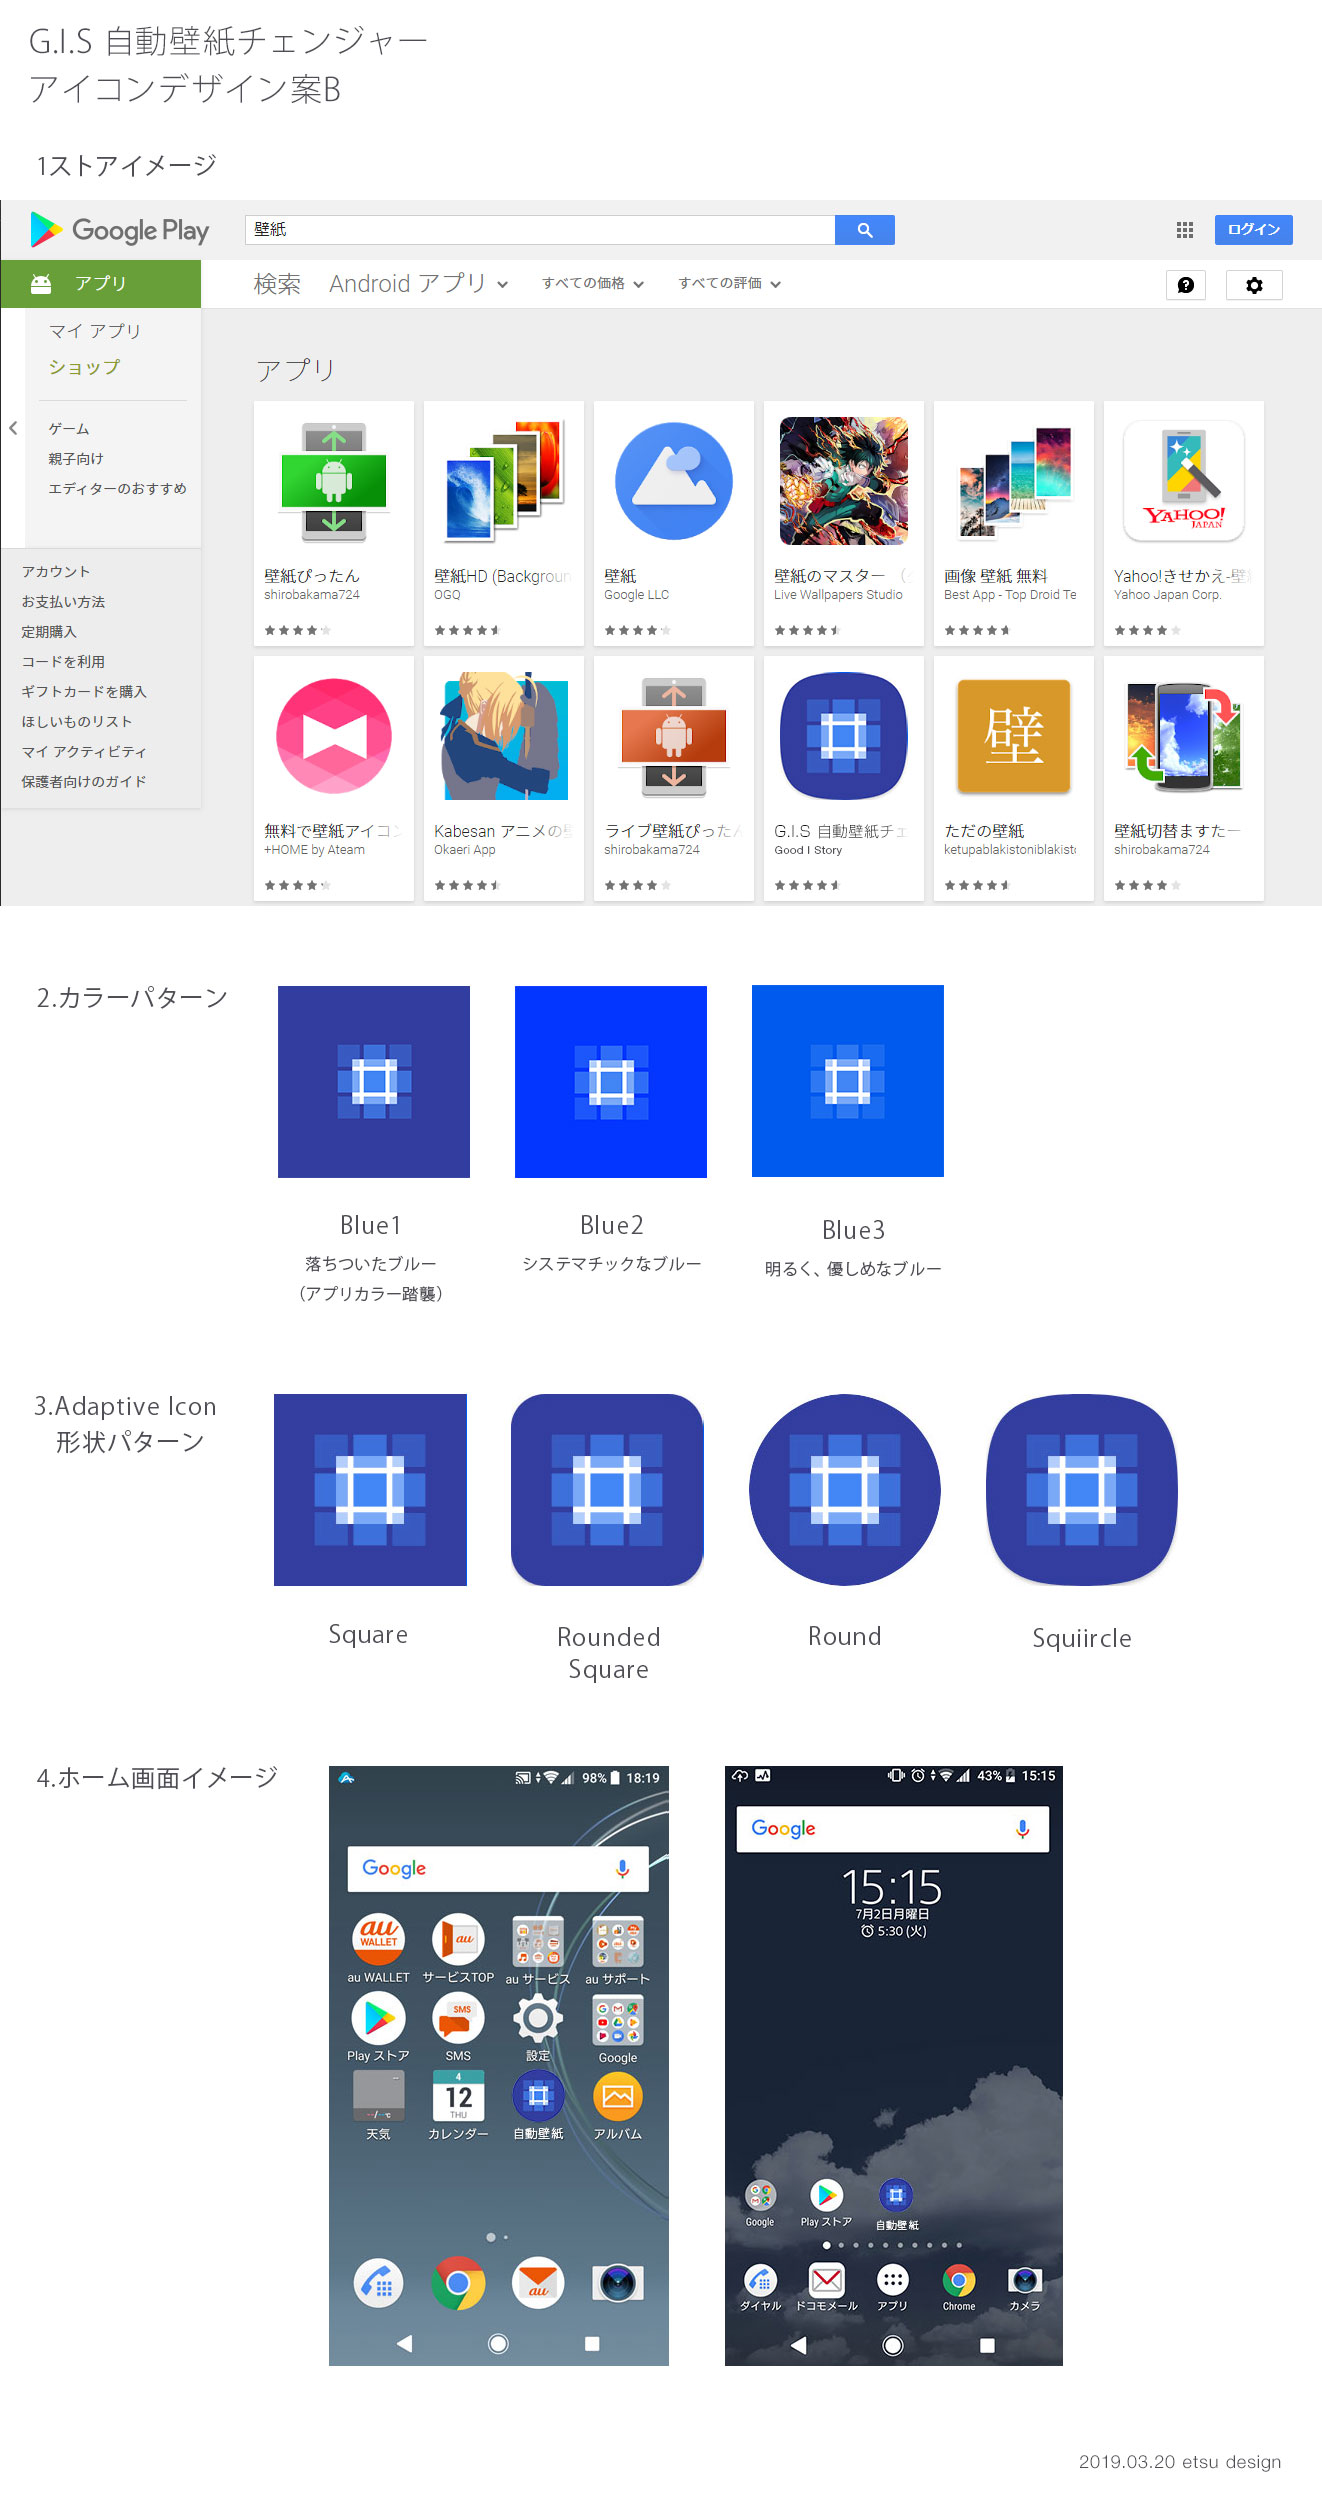 G.I.S 自動壁紙チェンジャー
アイコンデザイン案B
1ストアイメージ
Google Play
壁紙
ログイン
アプリ
検索 Android アプリ すべての価格 すべての評価
マイ アプリ
ショップ
ゲーム
親子向け
エディターのおすすめ
アカウント
お支払い方法
定期購入
コードを利用
ギフトカードを購入
ほしいものリスト
マイ アクティビティ
保護者向けのガイド
アプリ
YAHOO!
JAPAN
壁紙ぴったん 壁紙HD (Backgroun 壁紙 壁紙のマスター 画像 壁紙 無料 Yahoo!きせかえ-壁
shirobakama724 OGQ Google LLC Live Wallpapers Studio Best App - Top Droid Te Yahoo Japan Corp.
壁
無料で壁紙アイコン Kabesan アニメの壁 ライブ壁紙ぴったん G.I.S 自動壁紙チェ ただの壁紙 壁紙切替ますたー
+HOME by Ateam Okaeri App shirobakama724 Good I Story ketupablakistoniblakisto shirobakama724
2.カラーパターン
Blue1 Blue2 Blue3
落ちついたブルー システマチックなブルー 明るく、優しめなブルー
（アプリカラー踏襲）
3.Adaptive Icon
形状パターン
Square Rounded Round Squiircle
Square
4.ホーム画面イメージ
98% 18:19
Google
au WALLET au
au WALLET サービスTOP au サービス au サポート
SMS
Play ストア SMS 設定 Google
4
12
THU
--/--℃
天気 カレンダー 自動壁紙 アルバム
au
43% 15:15
Google
15:15
7月2日月曜日
5:30 (火)
Google Play ストア 自動壁紙
ダイヤル ドコモメール アプリ Chrome カメラ
2019.03.20 etsu design